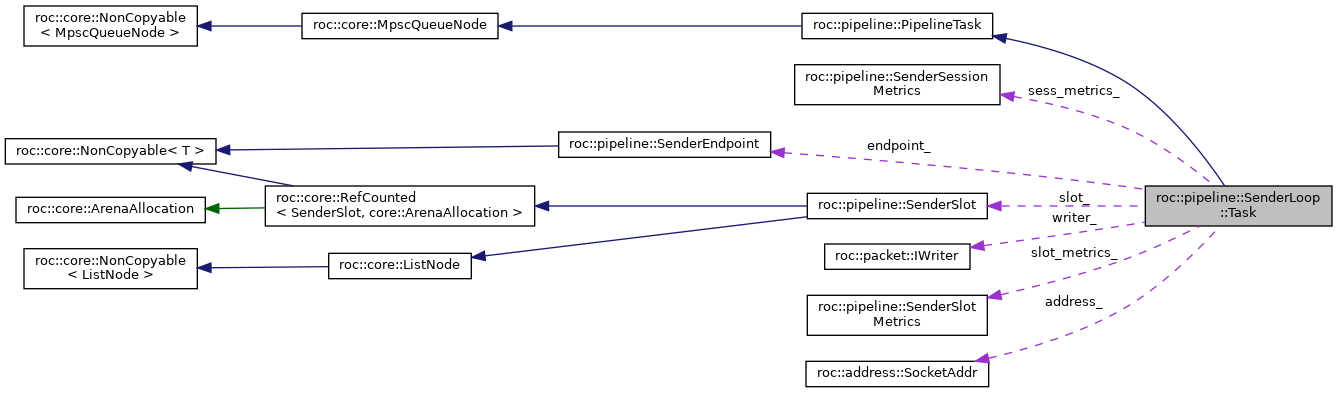 roc::core::NonCopyable
< MpscQueueNode >
roc::core::MpscQueueNode
roc::pipeline::PipelineTask
roc::pipeline::SenderSession
Metrics
sess_metrics_
roc::core::NonCopyable< T >
roc::pipeline::SenderEndpoint
endpoint_
roc::core::ArenaAllocation
roc::core::RefCounted
< SenderSlot, core::ArenaAllocation >
roc::pipeline::SenderSlot
slot_
roc::pipeline::SenderLoop
::Task
writer_
roc::core::NonCopyable
< ListNode >
roc::core::ListNode
roc::packet::IWriter
slot_metrics_
roc::pipeline::SenderSlot
Metrics
address_
roc::address::SocketAddr